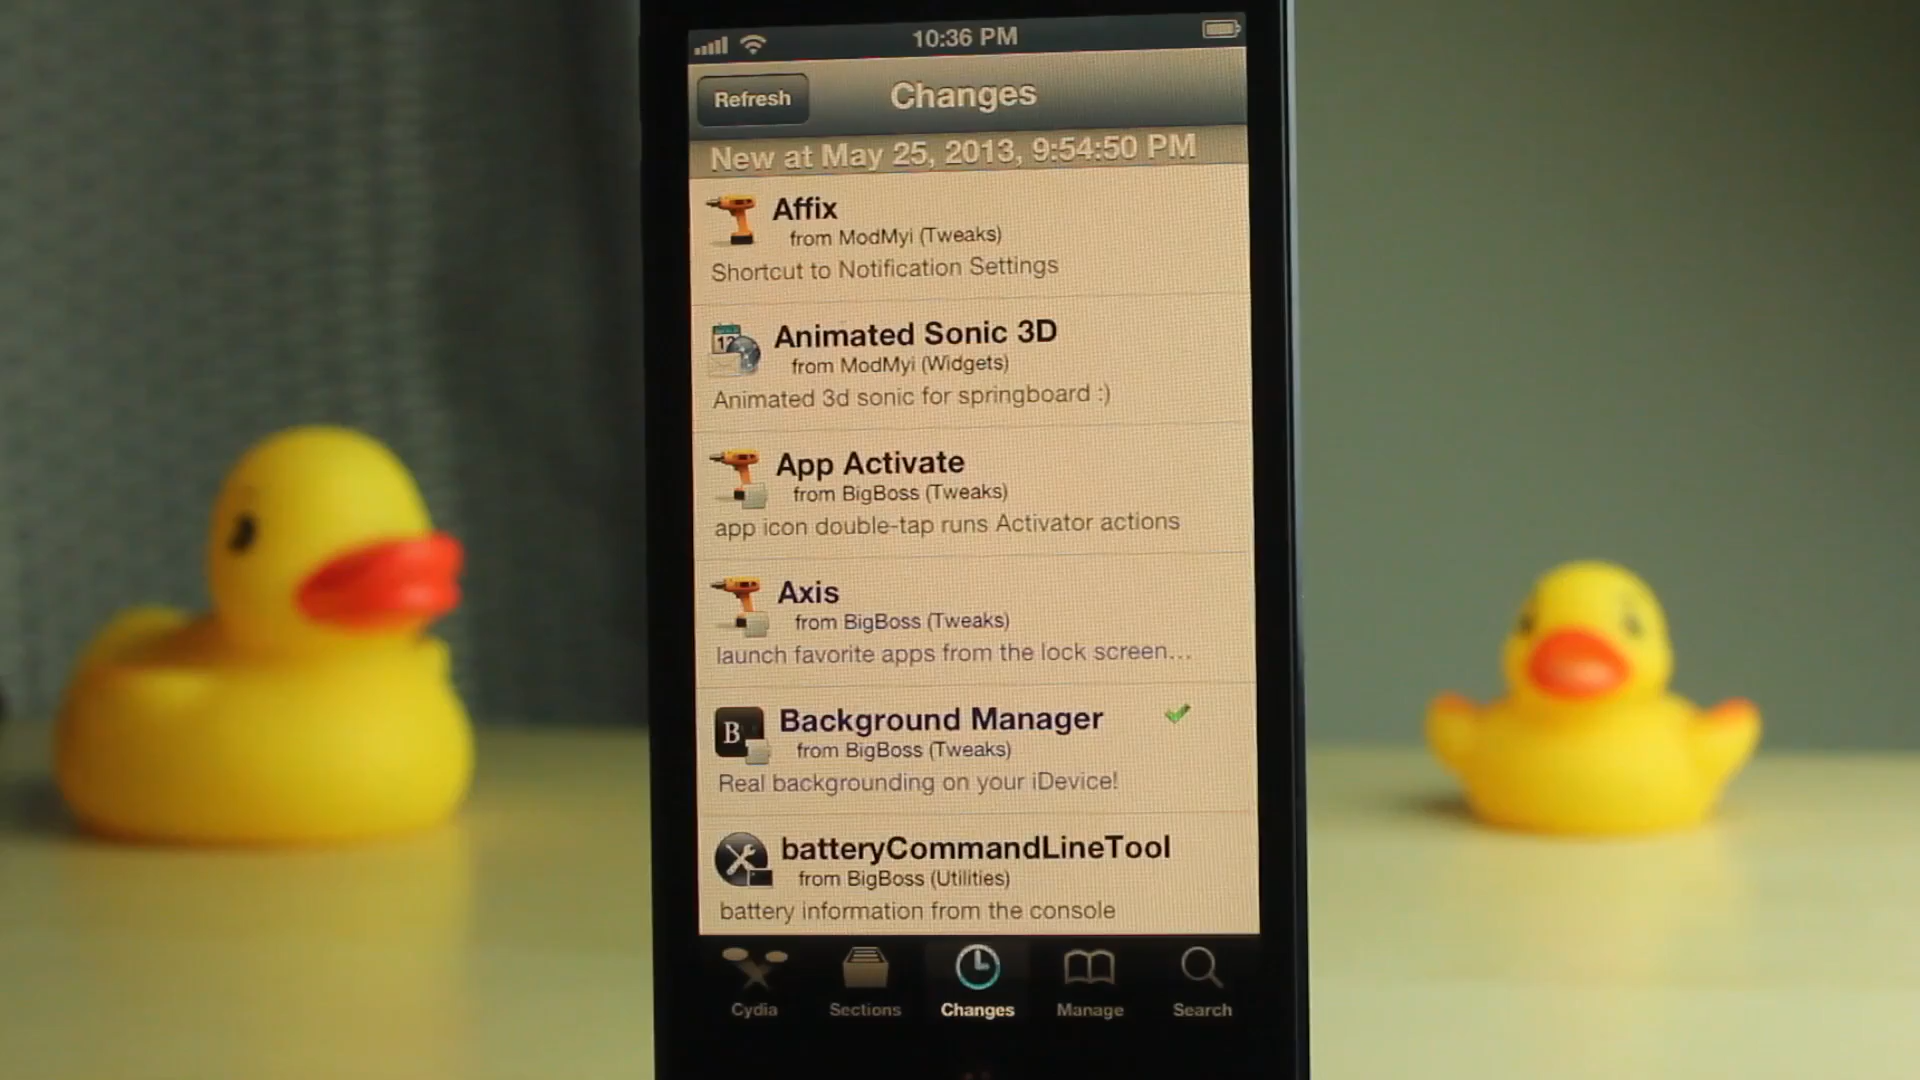 10:36 PM
Refresh
Changes
New at May 25, 2013, 9:54:50 PM
Affix
from ModMyi (Tweaks)
Shortcut to Notification Settings
12
Animated Sonic 3D
from ModMyi (Widgets)
Animated 3d sonic for springboard :)
App Activate
from BigBoss (Tweaks)
app icon double-tap runs Activator actions
Axis
from BigBoss (Tweaks)
launch favorite apps from the lock screen...
B
Background Manager
from BigBoss (Tweaks)
Real backgrounding on your iDevice!
batteryCommandLineTool
from BigBoss (Utilities)
battery information from the console
Cydia
Sections
Changes
Manage
Search